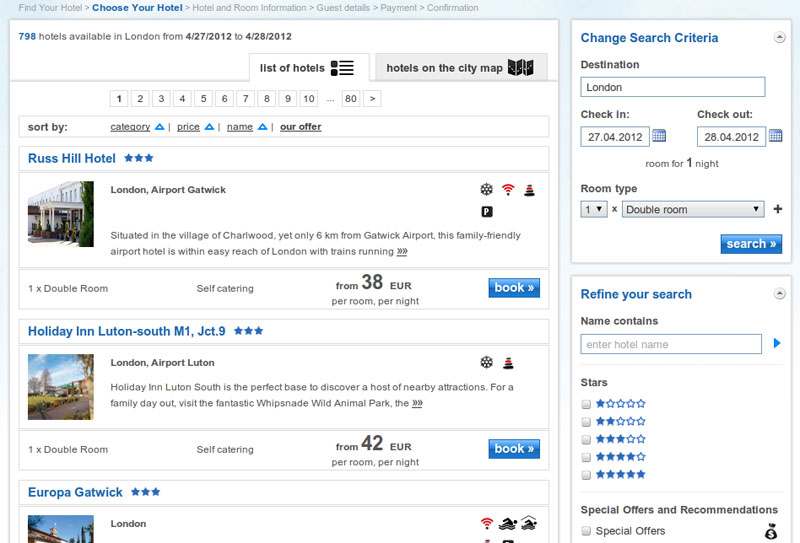 Find Your Hotel > Choose Your Hotel > Hotel and Room Information > Guest details > Payment > Confirmation
798 hotels available in London from 4/27/2012 to 4/28/2012
list of hotels
hotels on the city map
1 2 3 4 5 6 7 8 9 10 ... 80 >
sort by: category | price | name | our offer
Russ Hill Hotel
London, Airport Gatwick
P
Situated in the village of Charlwood, yet only 6 km from Gatwick Airport, this family-friendly
airport hotel is within easy reach of London with trains running »»
1 x Double Room Self catering from 38 EUR book »
per room, per night
Holiday Inn Luton-south M1, Jct.9
London, Airport Luton
Holiday Inn Luton South is the perfect base to discover a host of nearby attractions. For a
family day out, visit the fantastic Whipsnade Wild Animal Park, the »»
1 x Double Room Self catering from 42 EUR book »
per room, per night
Europa Gatwick
London
Change Search Criteria
Destination
London
Check in: Check out:
27.04.2012 28.04.2012
room for 1 night
Room type
1 x Double room +
search »
Refine your search
Name contains
enter hotel name
Stars
Special Offers and Recommendations
Special Offers